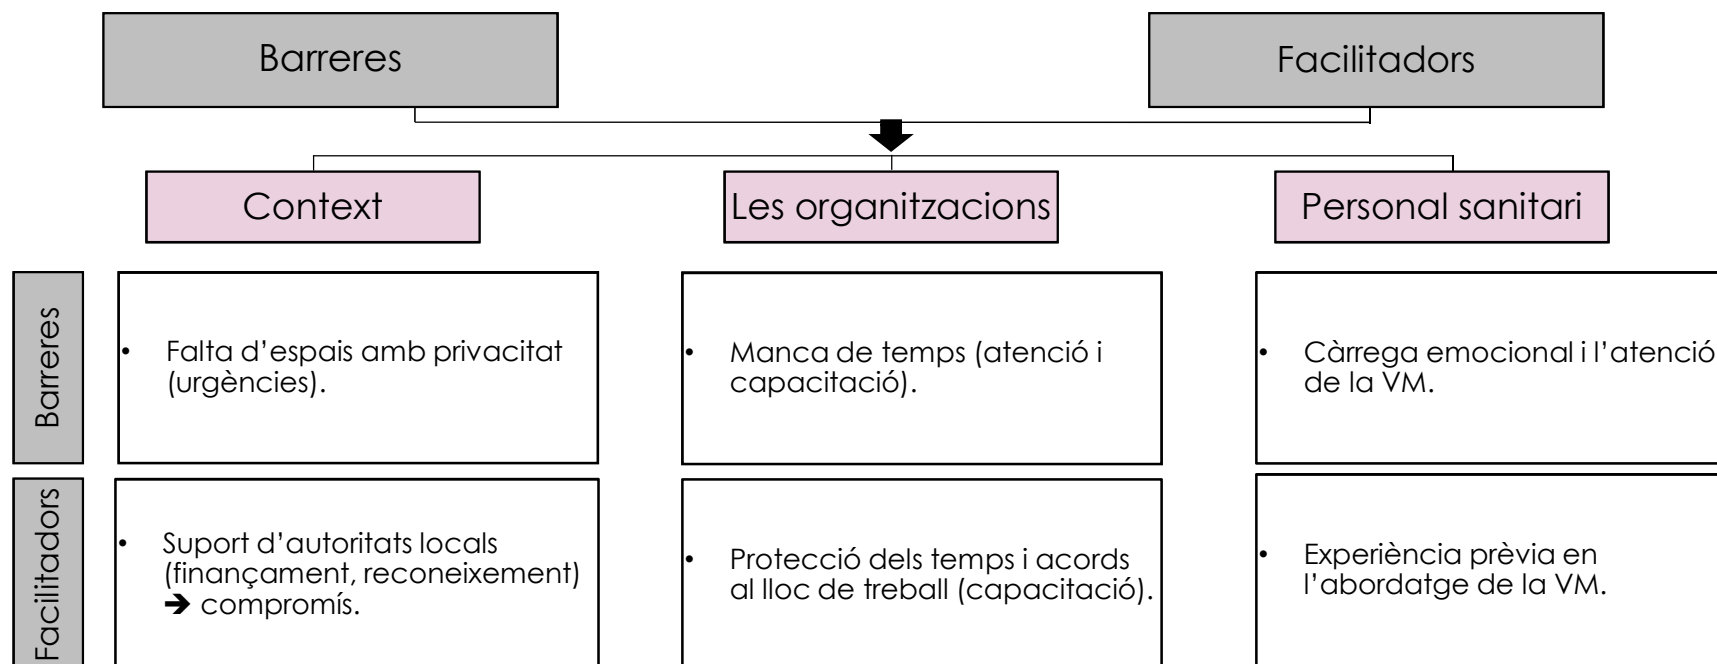 Barreres
Facilitadors
Context
Les organitzacions
Personal sanitari
Barreres
• Falta d’espais amb privacitat
(urgències).
• Manca de temps (atenció i
capacitació).
• Càrrega emocional i l’atenció
de la VM.
Facilitadors
• Suport d’autoritats locals
(finançament, reconeixement)
➔ compromís.
• Protecció dels temps i acords
al lloc de treball (capacitació).
• Experiència prèvia en
l’abordatge de la VM.